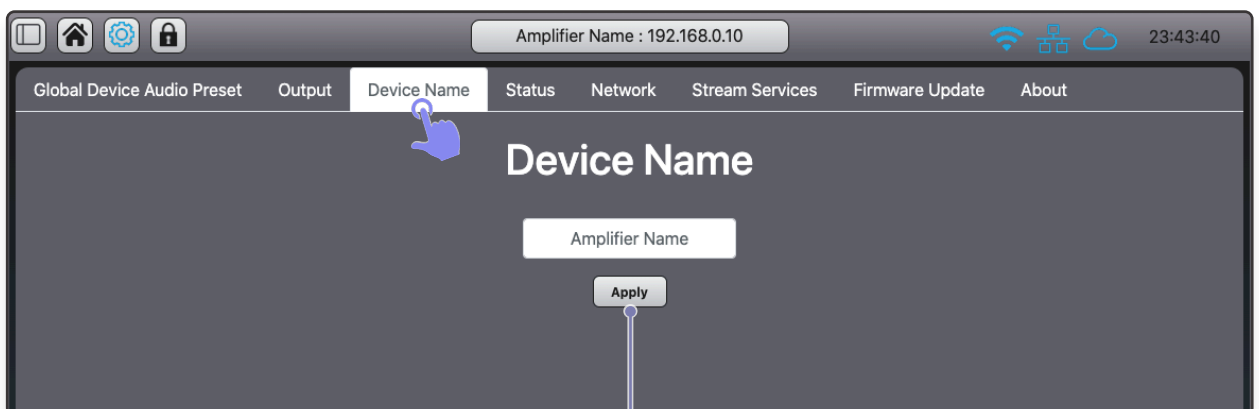 Amplifier Name : 192.168.0.10
23:43:40
Global Device Audio Preset
Output
Device Name
Status
Network
Stream Services
Firmware Update
About
Device Name
Amplifier Name
Apply